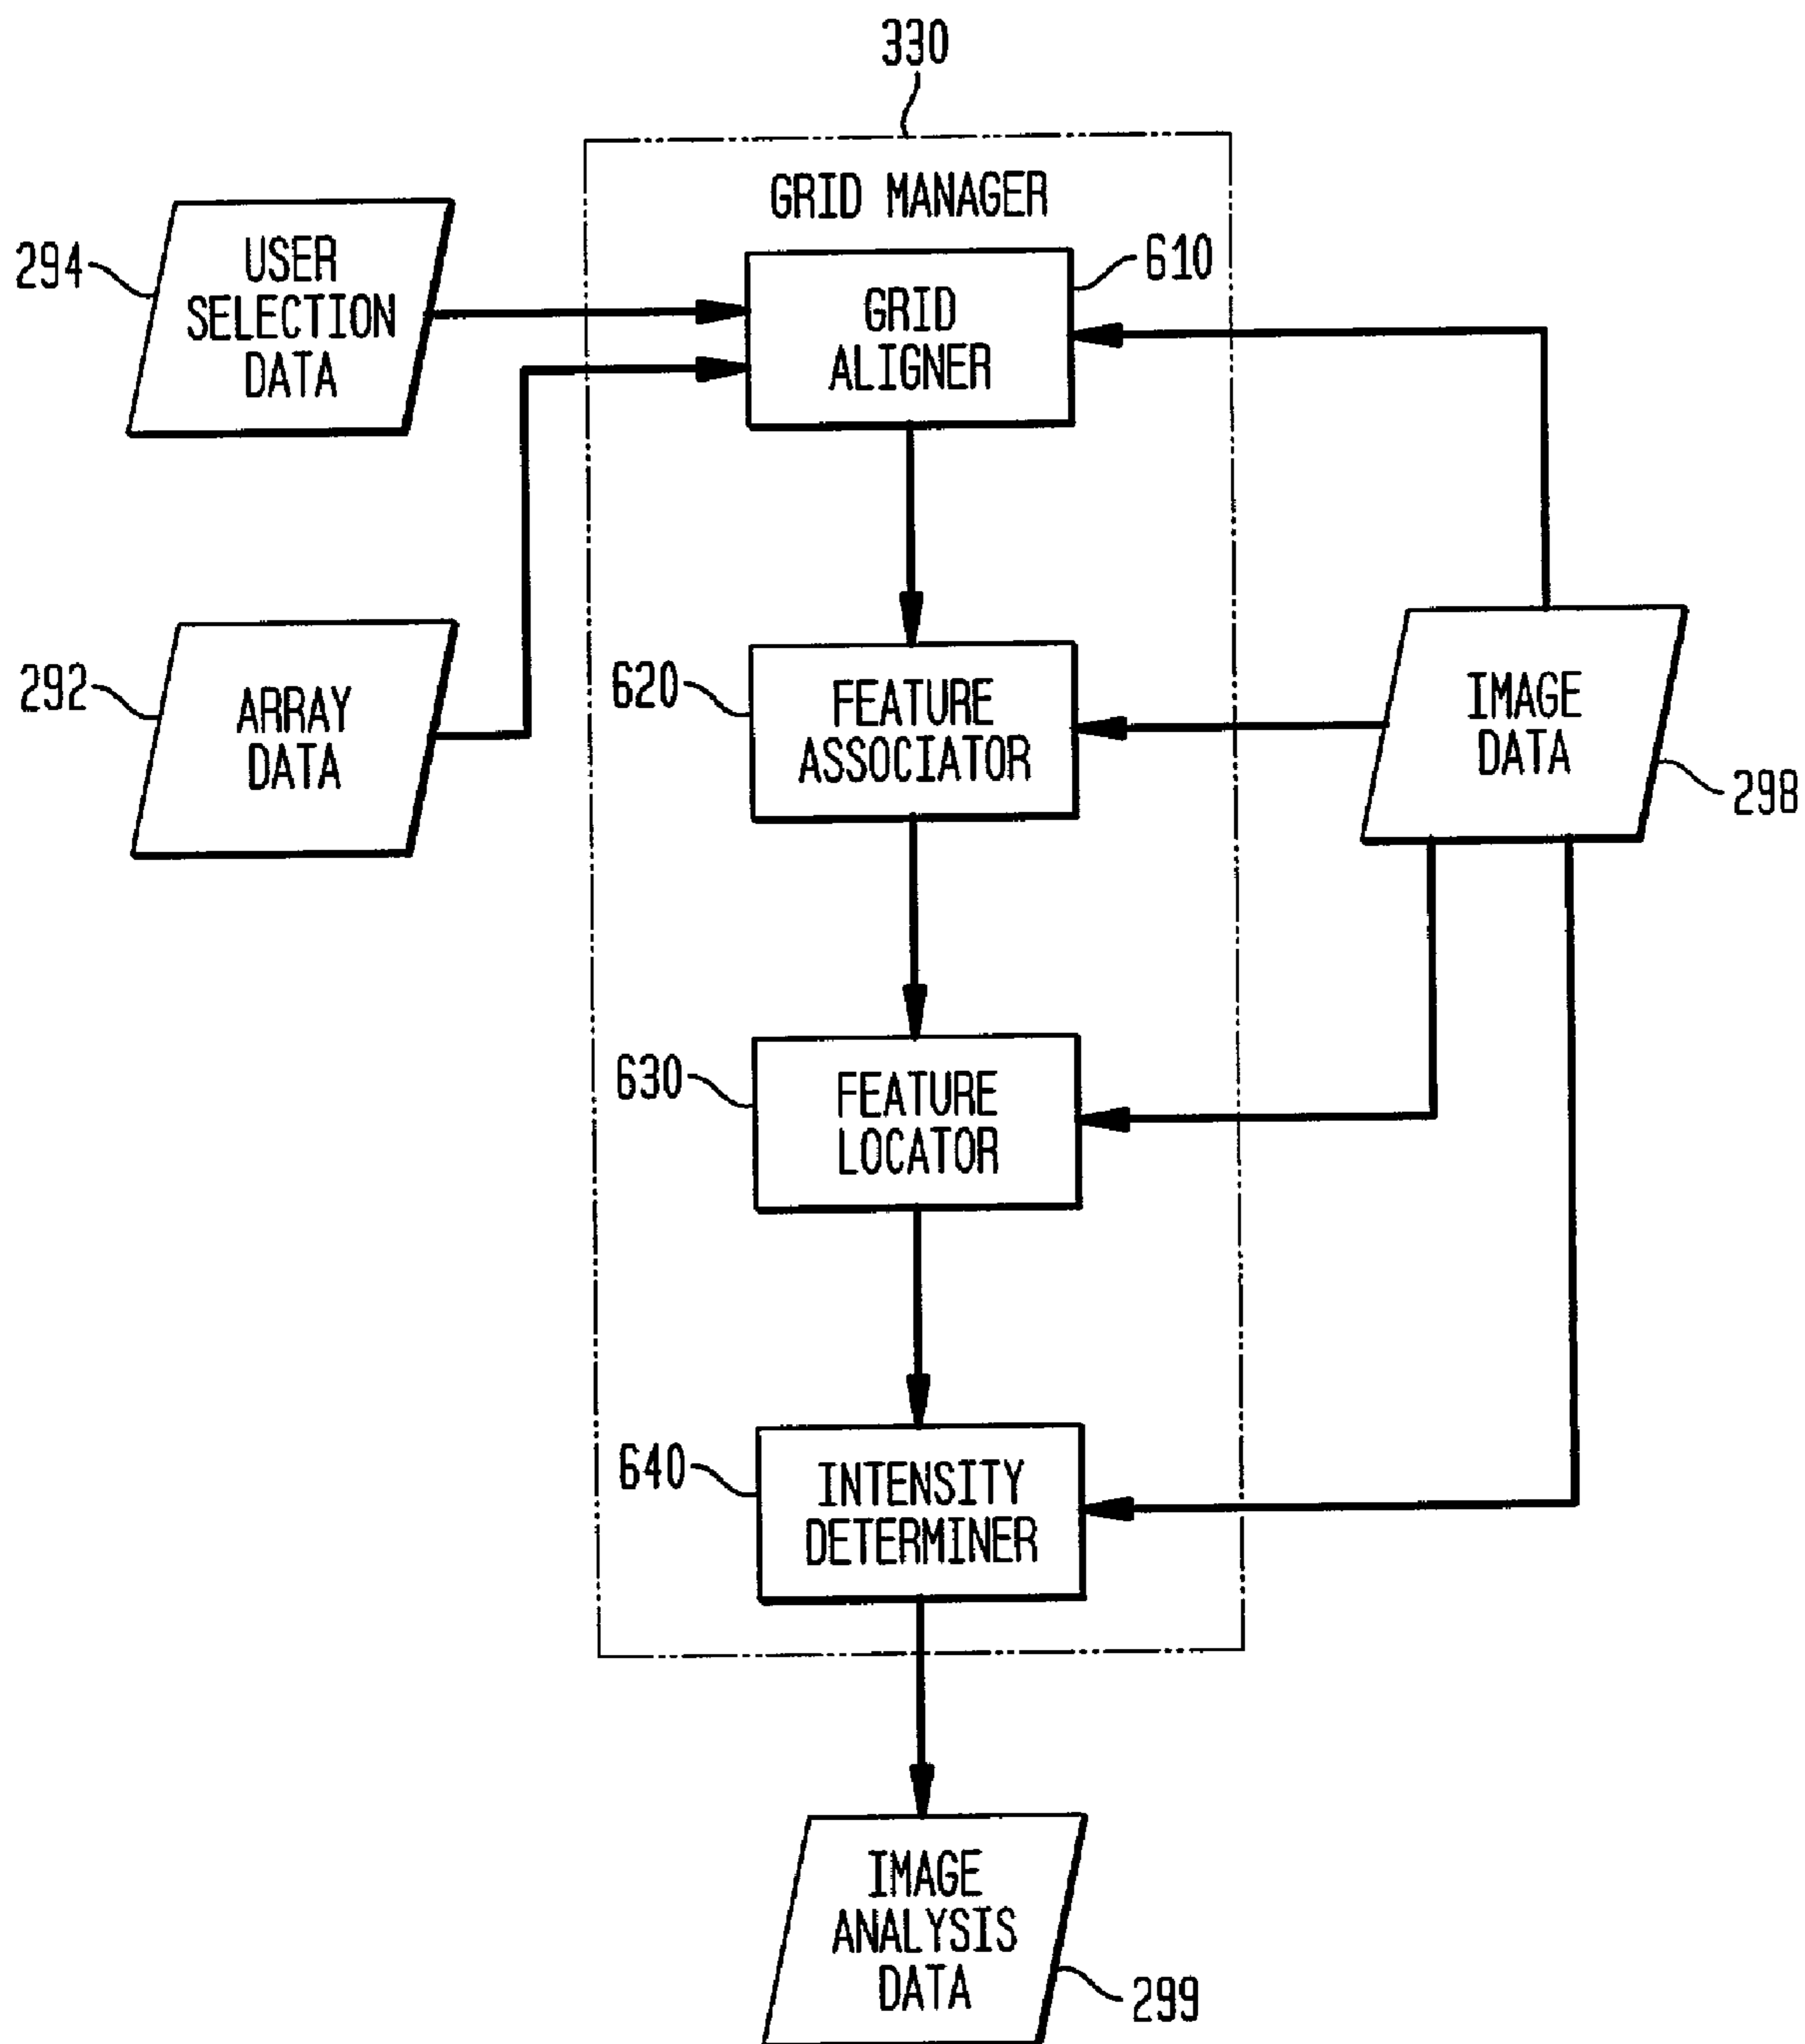 330
GRID MANAGER
294
USER
SELECTION
DATA
GRID
ALIGNER
610
292
ARRAY
DATA
620
FEATURE
ASSOCIATOR
IMAGE
DATA
298
630
FEATURE
LOCATOR
640
INTENSITY
DETERMINER
IMAGE
ANALYSIS
DATA
299